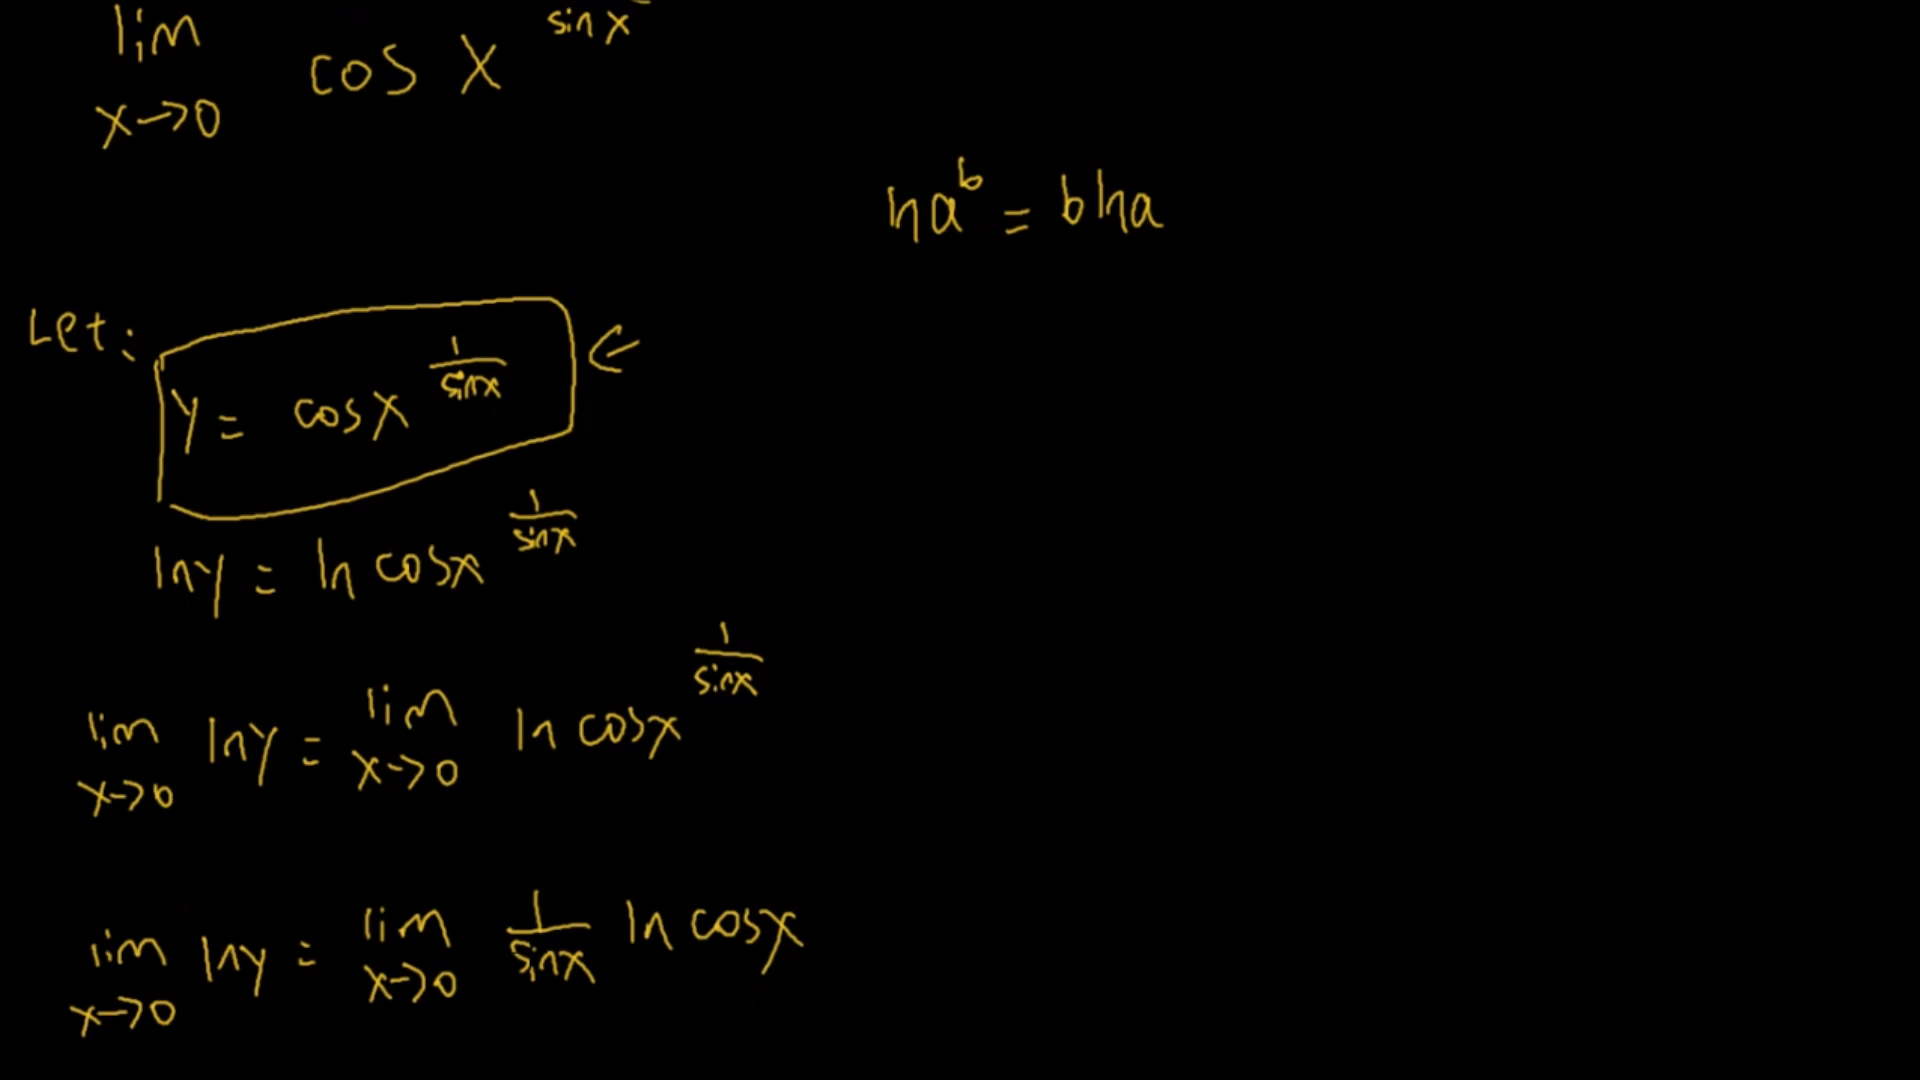 lim x→0 cos x^sin x
ln a^b = b ln a
Let:
y = cos x^(1/sin x)
ln y = ln cos x^(1/sin x)
lim x→0 ln y = lim x→0 ln cos x^(1/sin x)
lim x→0 ln y = lim x→0 1/sin x ln cos x